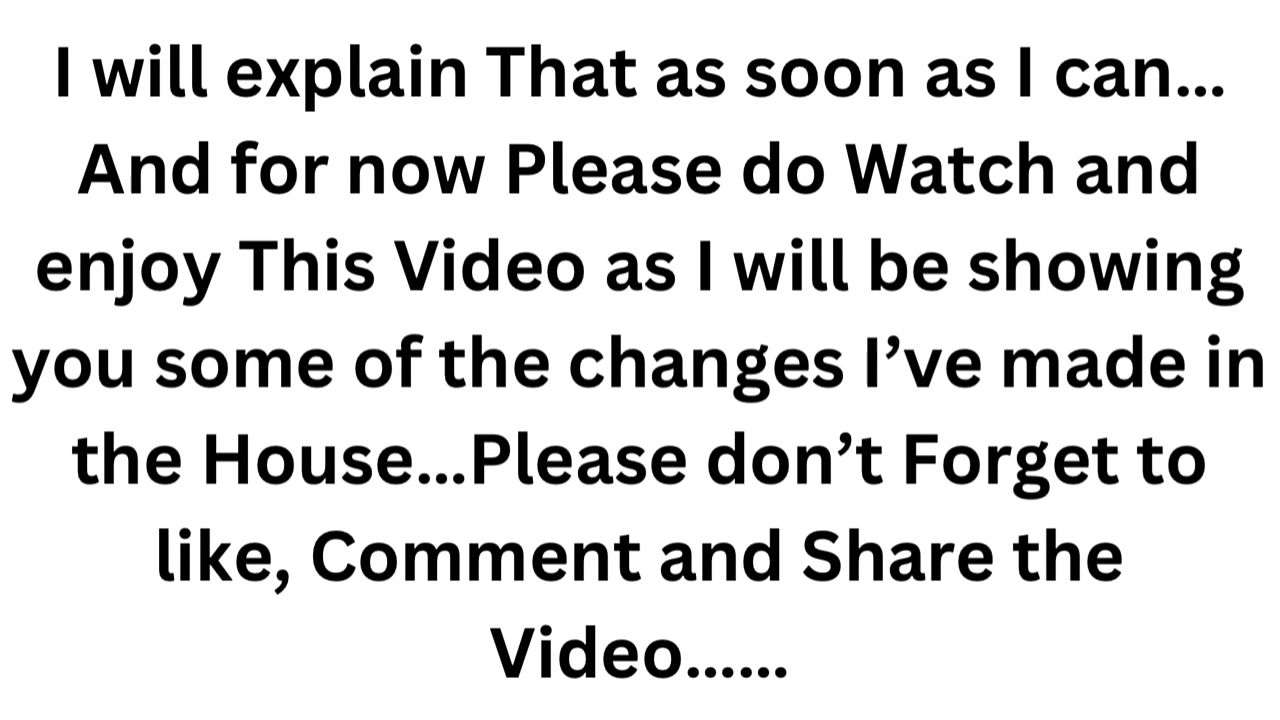 I will explain That as soon as I can...
And for now Please do Watch and
enjoy This Video as I will be showing
you some of the changes I’ve made in
the House...Please don’t Forget to
like, Comment and Share the
Video......